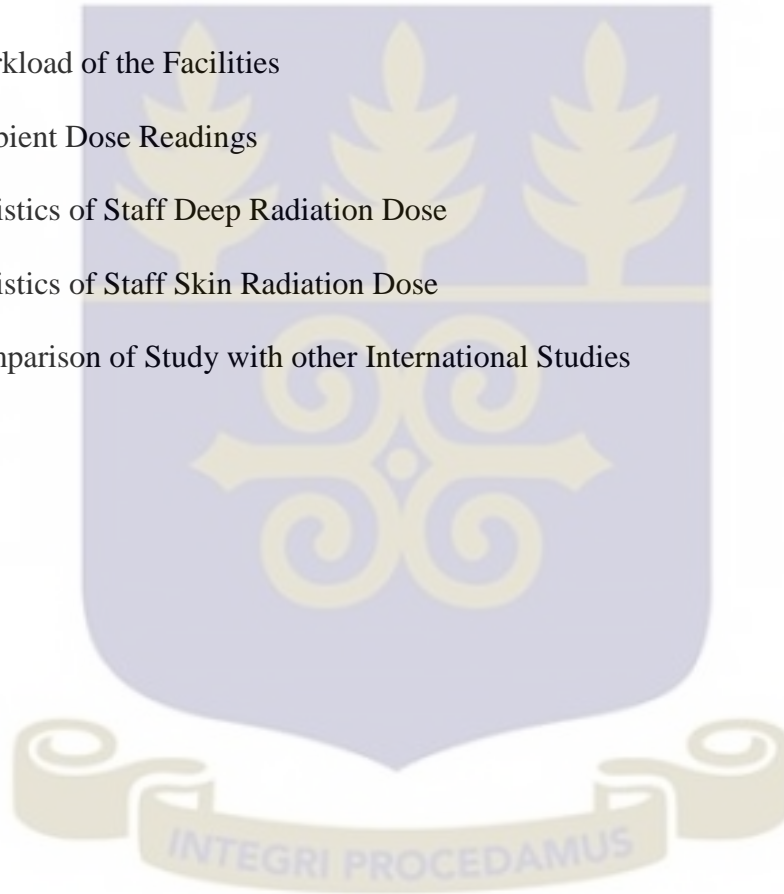 rkload of the Facilities
bient Dose Readings
istics of Staff Deep Radiation Dose
istics of Staff Skin Radiation Dose
nparison of Study with other International Studies
INTEGRI PROCEDAMUS